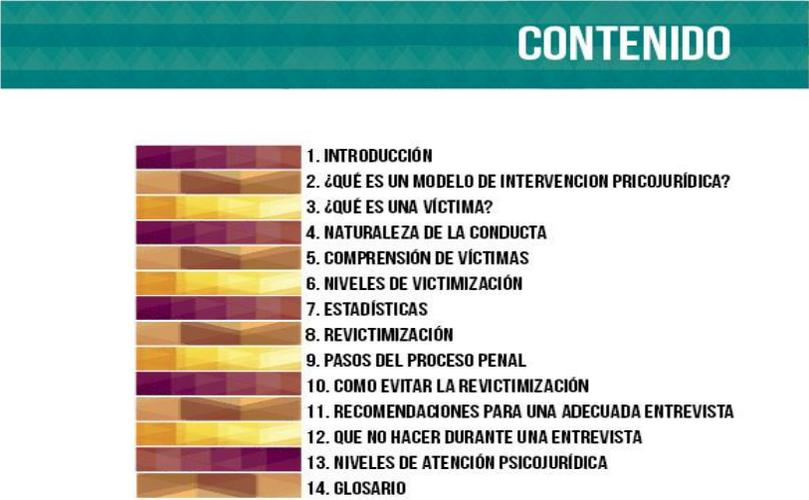 CONTENIDO
1. INTRODUCCIÓN
2. ¿QUÉ ES UN MODELO DE INTERVENCION PRICOJURÍDICA?
3. ¿QUÉ ES UNA VÍCTIMA?
4. NATURALEZA DE LA CONDUCTA
5. COMPRENSIÓN DE VÍCTIMAS
6. NIVELES DE VICTIMIZACIÓN
7. ESTADÍSTICAS
8. REVICTIMIZACIÓN
9. PASOS DEL PROCESO PENAL
10. COMO EVITAR LA REVICTIMIZACIÓN
11. RECOMENDACIONES PARA UNA ADECUADA ENTREVISTA
12. QUE NO HACER DURANTE UNA ENTREVISTA
13. NIVELES DE ATENCIÓN PSICOJURÍDICA
14. GLOSARIO